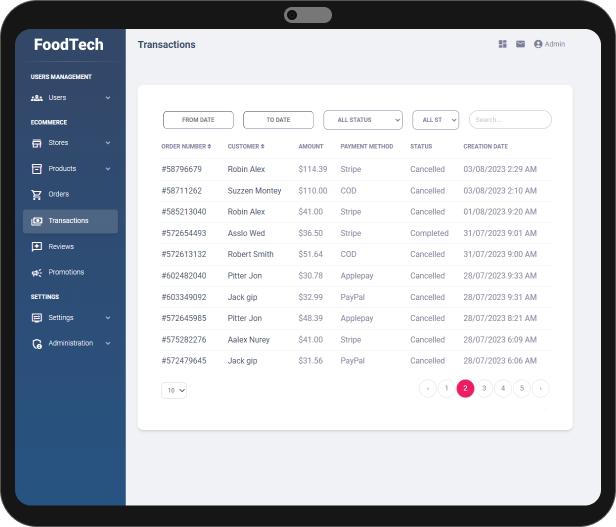 FoodTech
Transactions
Admin
USERS MANAGEMENT
Users
ECOMMERCE
Stores
Products
Orders
Transactions
Reviews
Promotions
SETTINGS
Settings
Administration
FROM DATE TO DATE ALL STATUS ALL ST Search...
ORDER NUMBER CUSTOMER AMOUNT PAYMENT METHOD STATUS CREATION DATE
#58796679 Robin Alex $114.39 Stripe Cancelled 03/08/2023 2:29 AM
#58711262 Suzzen Montey $110.00 COD Cancelled 03/08/2023 2:10 AM
#585213040 Robin Alex $41.00 Stripe Cancelled 01/08/2023 9:20 AM
#572654493 Asslo Wed $36.50 Stripe Completed 31/07/2023 9:01 AM
#572613132 Robert Smith $51.64 COD Cancelled 31/07/2023 9:00 AM
#602482040 Pitter Jon $30.78 Applepay Cancelled 28/07/2023 9:33 AM
#603349092 Jack gip $32.99 PayPal Cancelled 28/07/2023 9:31 AM
#572645985 Pitter Jon $48.39 Applepay Cancelled 28/07/2023 8:21 AM
#575282276 Aalex Nurey $41.00 Stripe Cancelled 28/07/2023 6:09 AM
#572479645 Jack gip $31.56 PayPal Cancelled 28/07/2023 6:06 AM
10 ‹ 1 2 3 4 5 ›